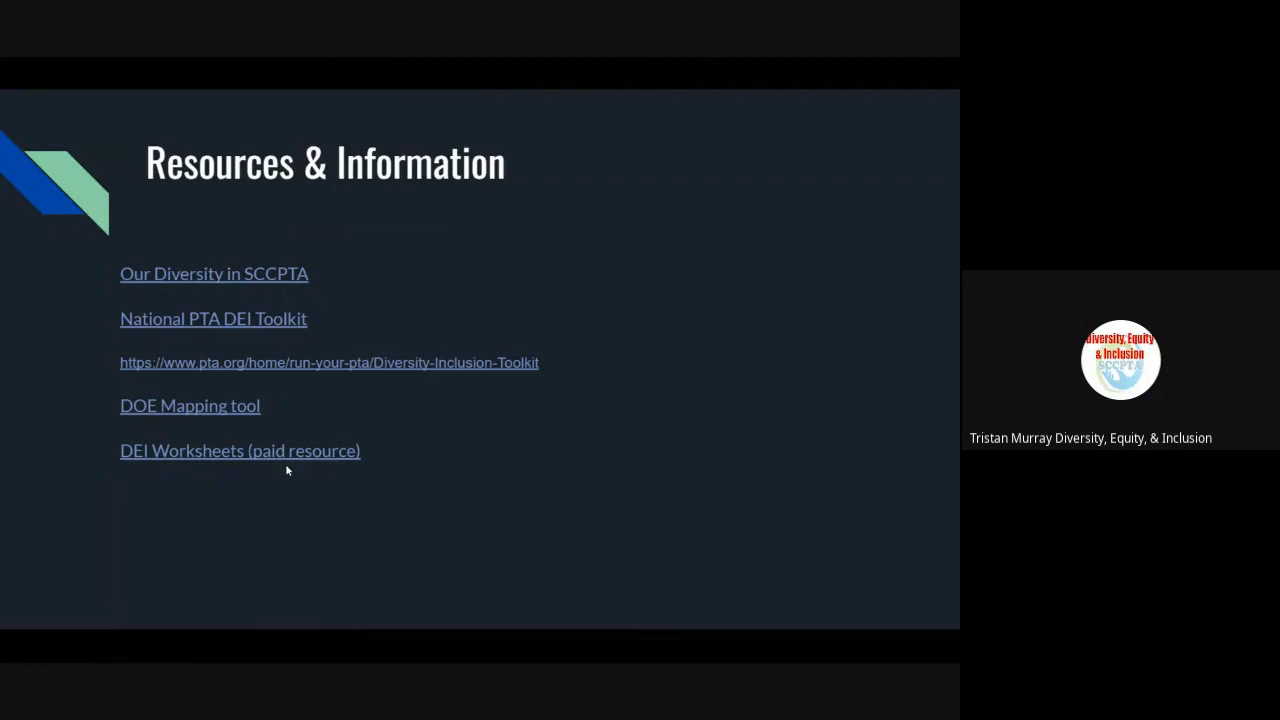 Resources & Information
Our Diversity in SCCPTA
National PTA DEI Toolkit
https://www.pta.org/home/run-your-pta/Diversity-Inclusion-Toolkit
DOE Mapping tool
DEI Worksheets (paid resource)
Diversity, Equity
& Inclusion
SCCPTA
Tristan Murray Diversity, Equity, & Inclusion